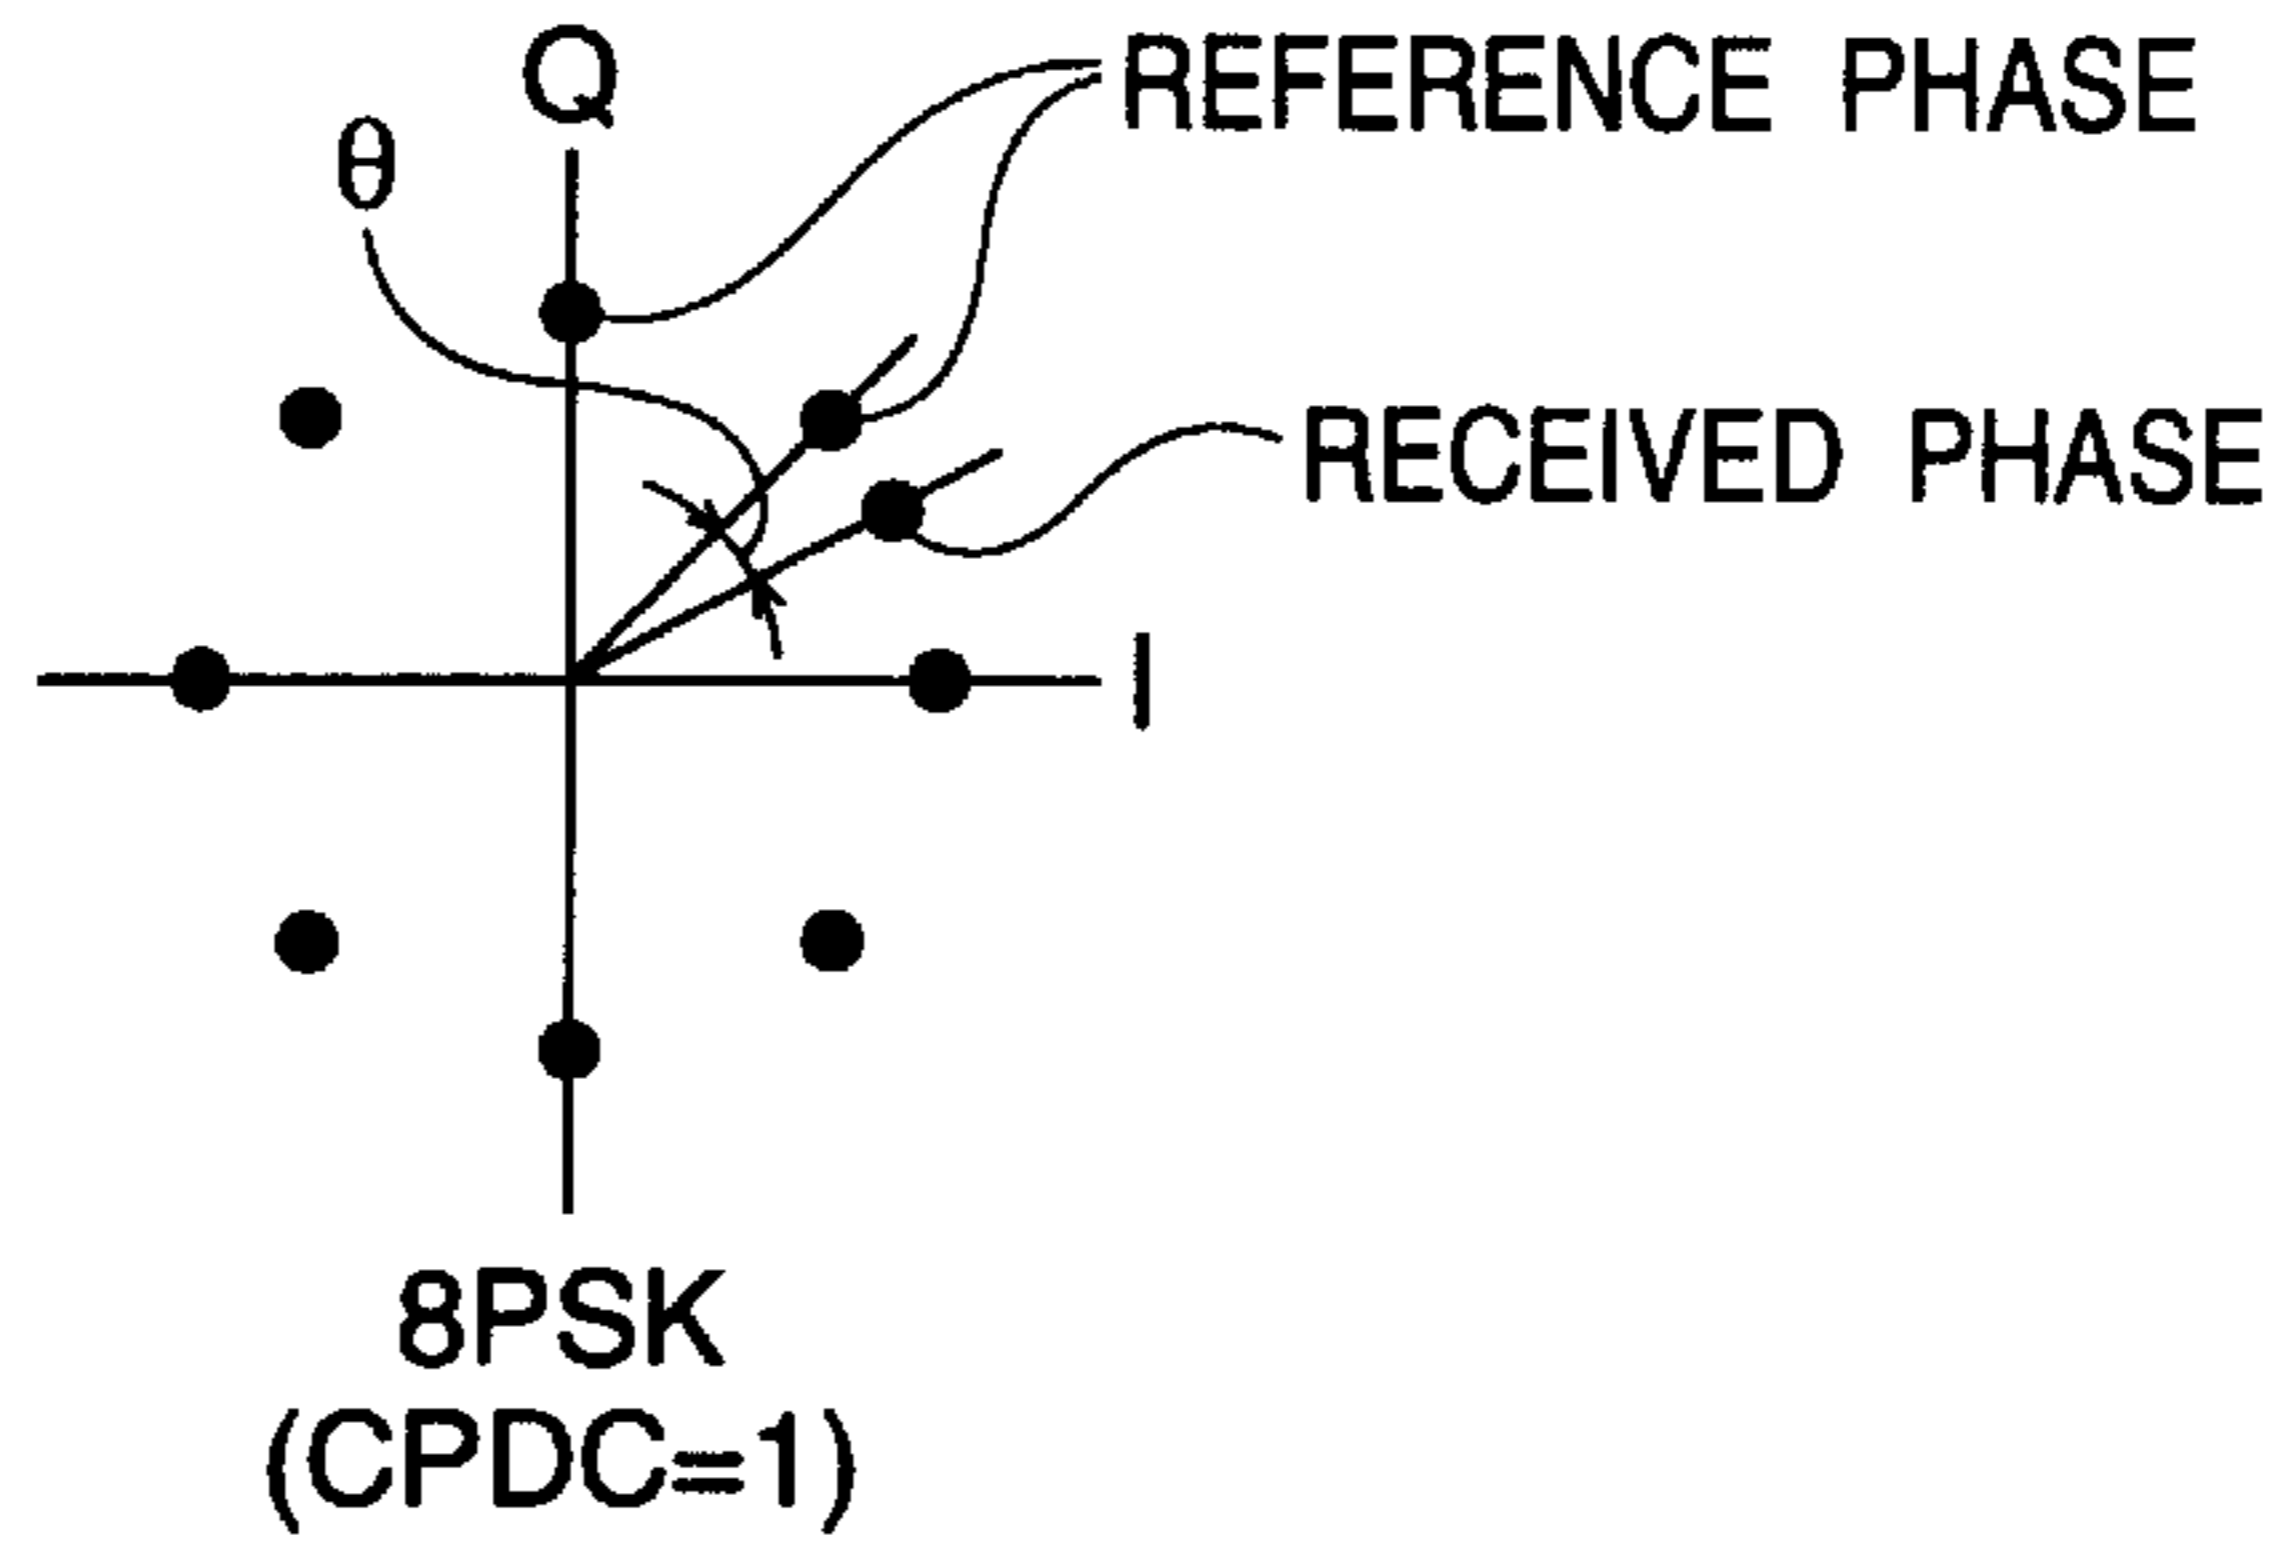 Q
REFERENCE PHASE
θ
RECEIVED PHASE
I
8PSK
(CPDC=1)